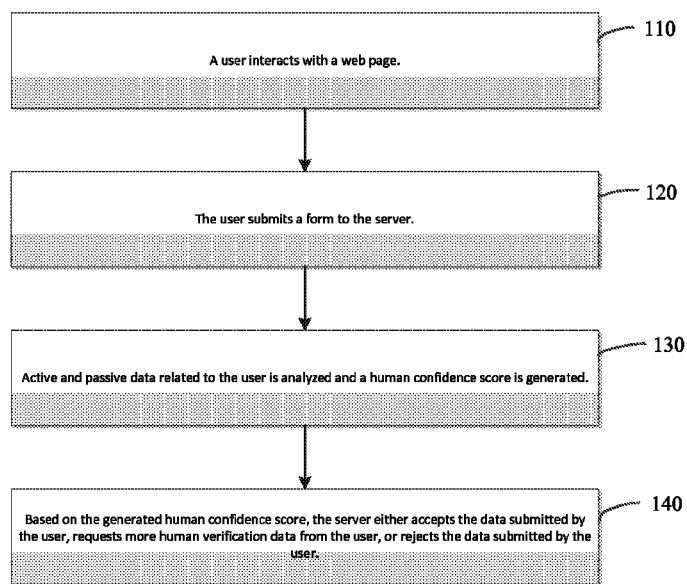 110
A user interacts with a web page.
120
The user submits a form to the server.
130
Active and passive data related to the user is analyzed and a human confidence score is generated.
140
Based on the generated human confidence score, the server either accepts the data submitted by
the user, requests more human verification data from the user, or rejects the data submitted by the
user.